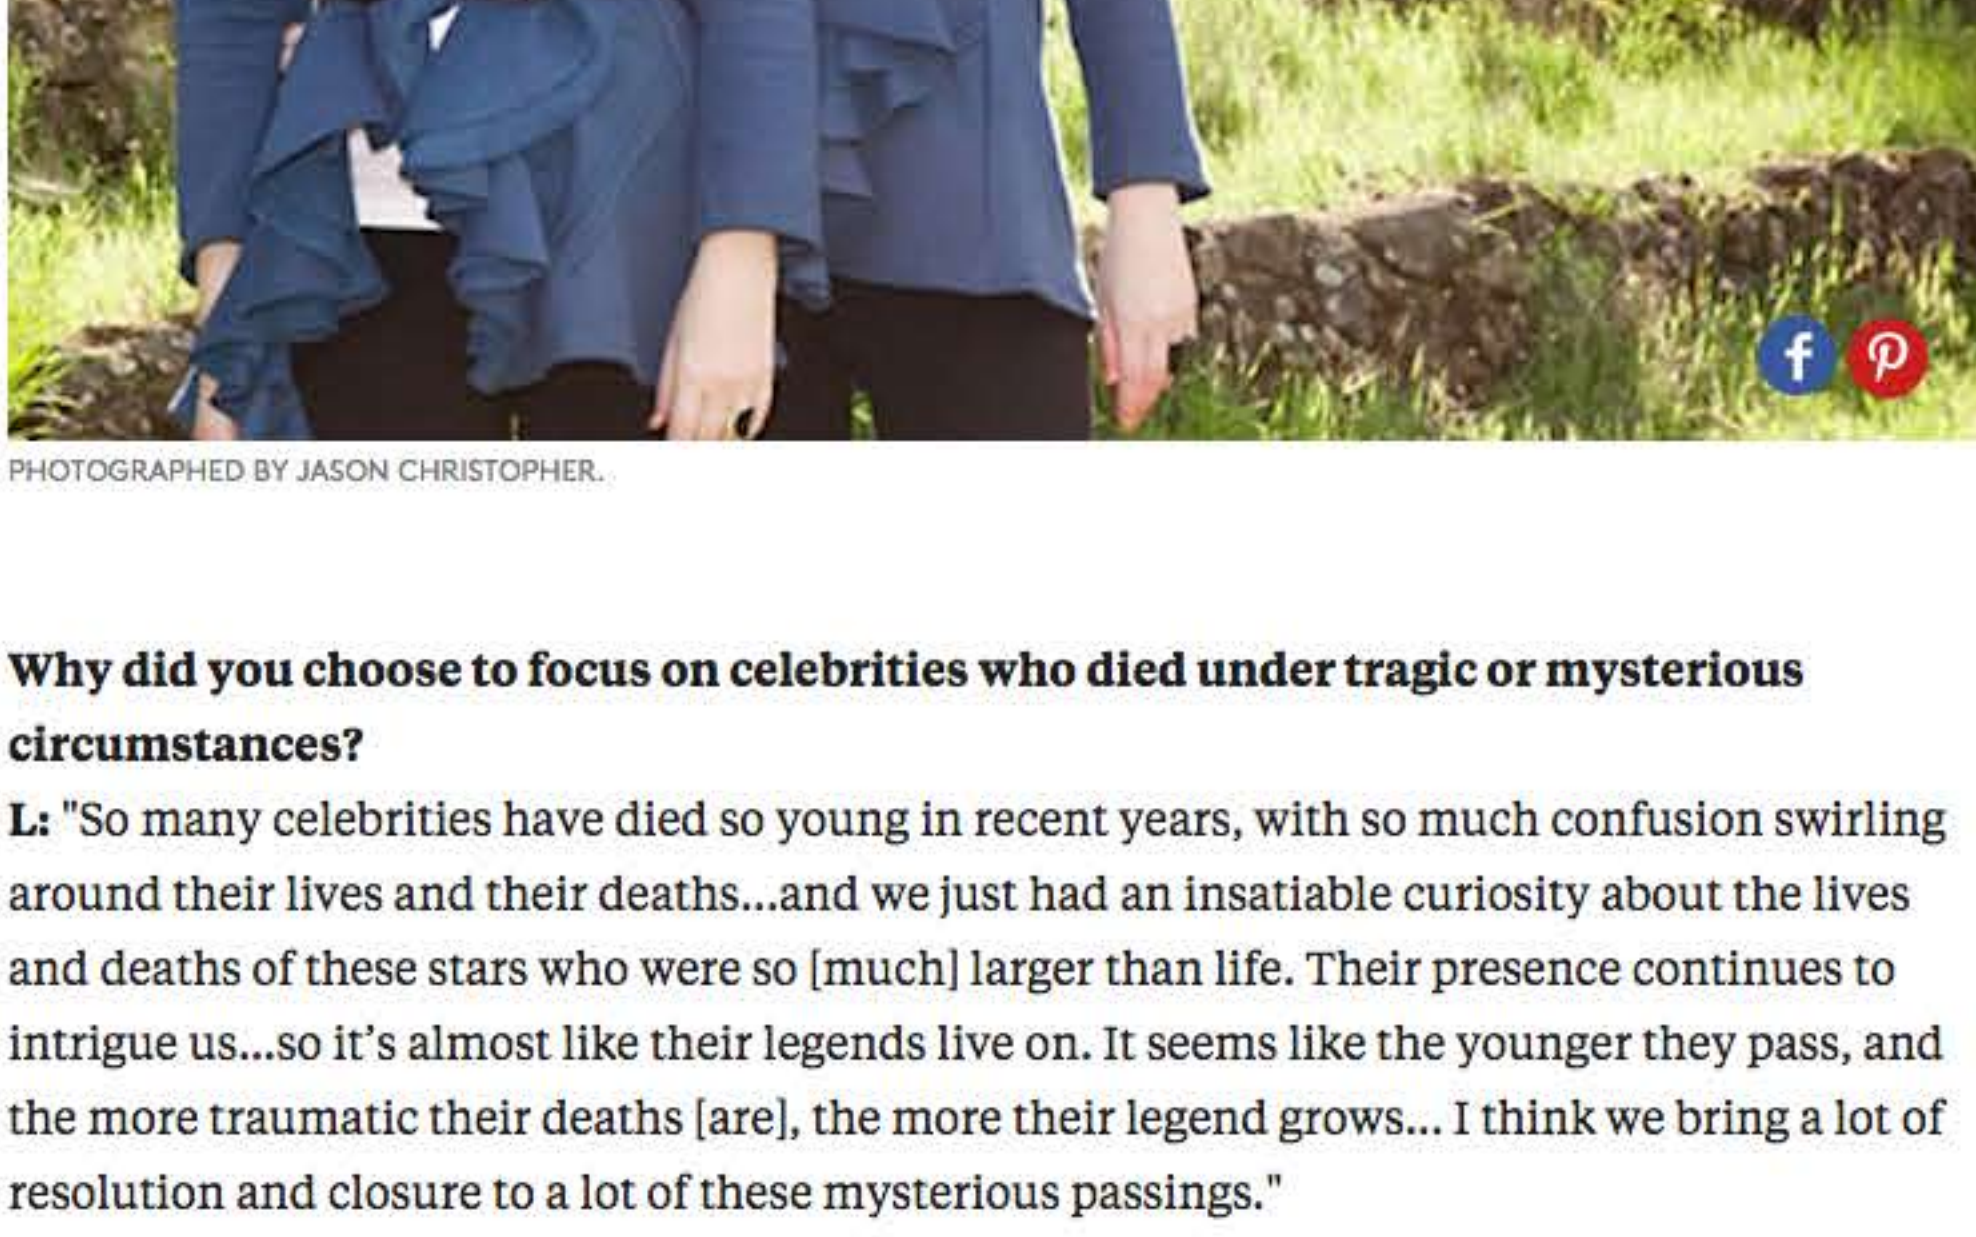 f
PHOTOGRAPHED BY JASON CHRISTOPHER.
Why did you choose to focus on celebrities who died under tragic or mysterious
circumstances?
L: "So many celebrities have died so young in recent years, with so much confusion swirling
around their lives and their deaths...and we just had an insatiable curiosity about the lives
and deaths of these stars who were so [much] larger than life. Their presence continues to
intrigue us...so it’s almost like their legends live on. It seems like the younger they pass, and
the more traumatic their deaths [are], the more their legend grows... I think we bring a lot of
resolution and closure to a lot of these mysterious passings."